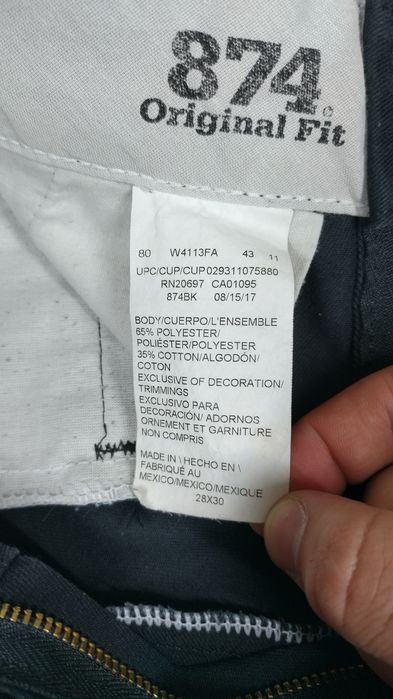 874
Original Fit
80 W4113FA 43 11
UPC/CUP/CUP029311075880
RN20697 CA01095
874BK 08/15/17
BODY/CUERPO/L'ENSEMBLE
65% POLYESTER/
POLIÉSTER/POLYESTER
35% COTTON/ALGODÓN/
COTON
EXCLUSIVE OF DECORATION/
TRIMMINGS
EXCLUSIVO PARA
DECORACIÓN/ ADORNOS
ORNEMENT ET GARNITURE
NON COMPRIS
MADE IN \ HECHO EN \
FABRIQUÉ AU
MEXICO/MEXICO/MEXIQUE
28X30